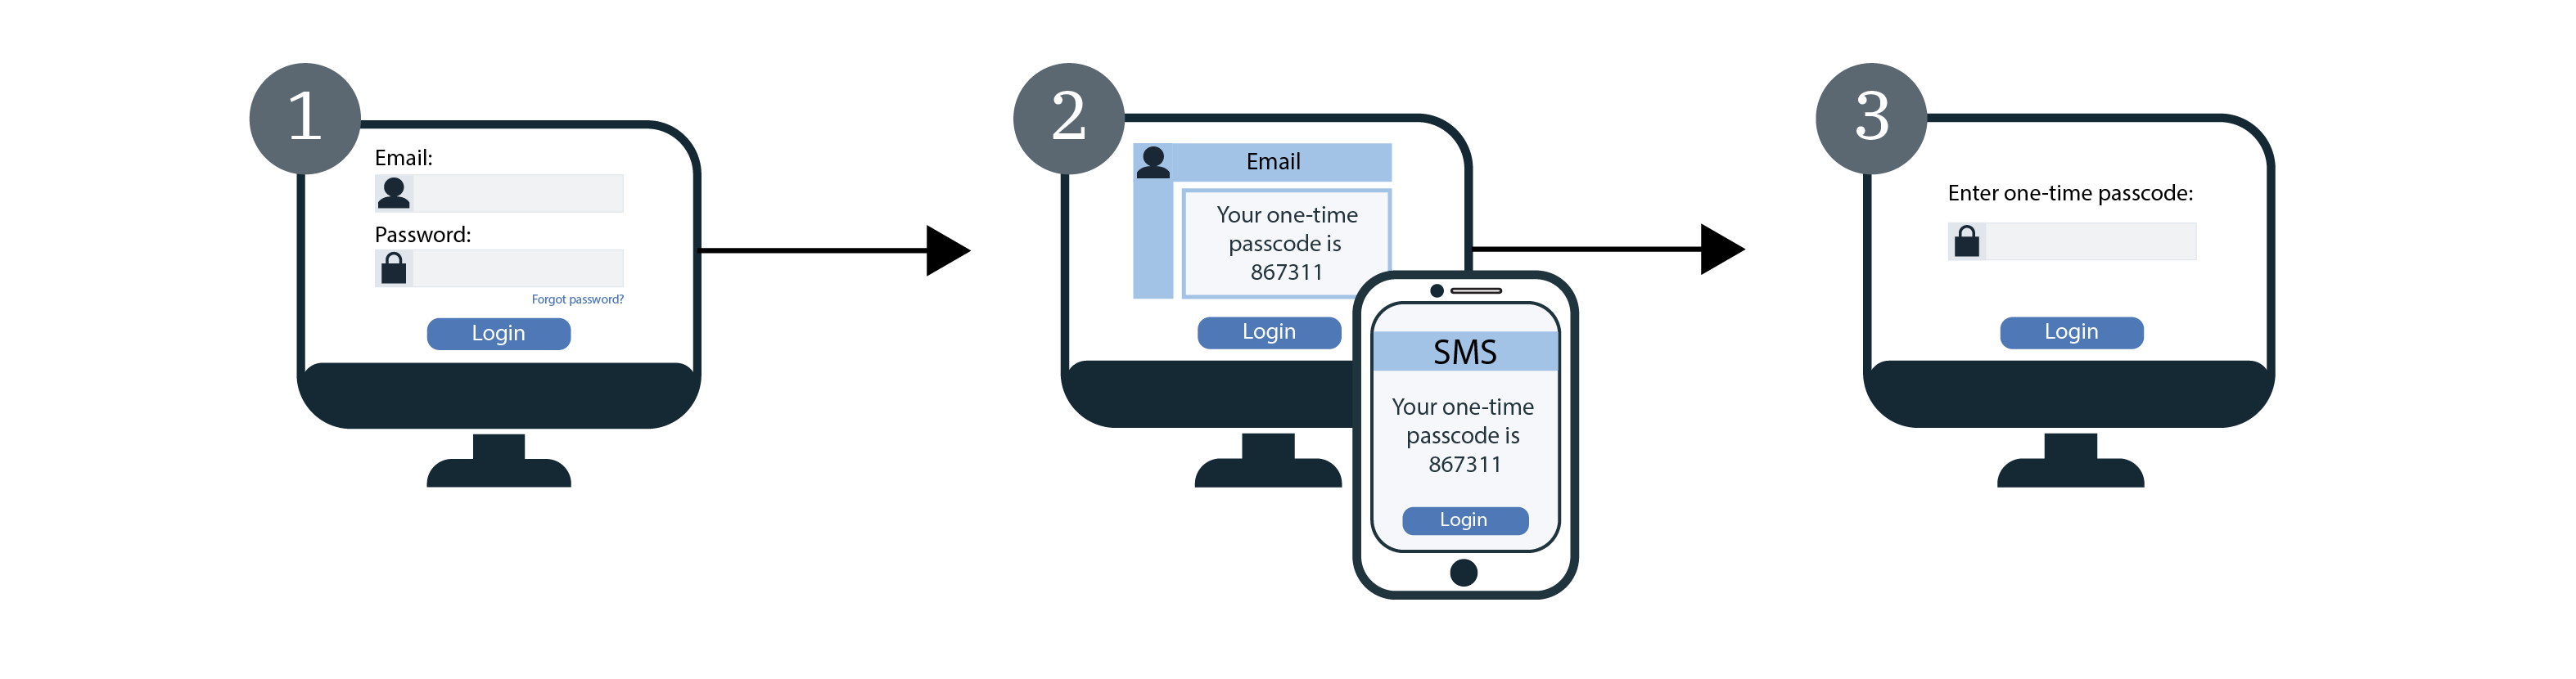 1
Email:
Password:
Forgot password?
Login
2
Email
Your one-time
passcode is
867311
Login
SMS
Your one-time
passcode is
867311
Login
3
Enter one-time passcode:
Login